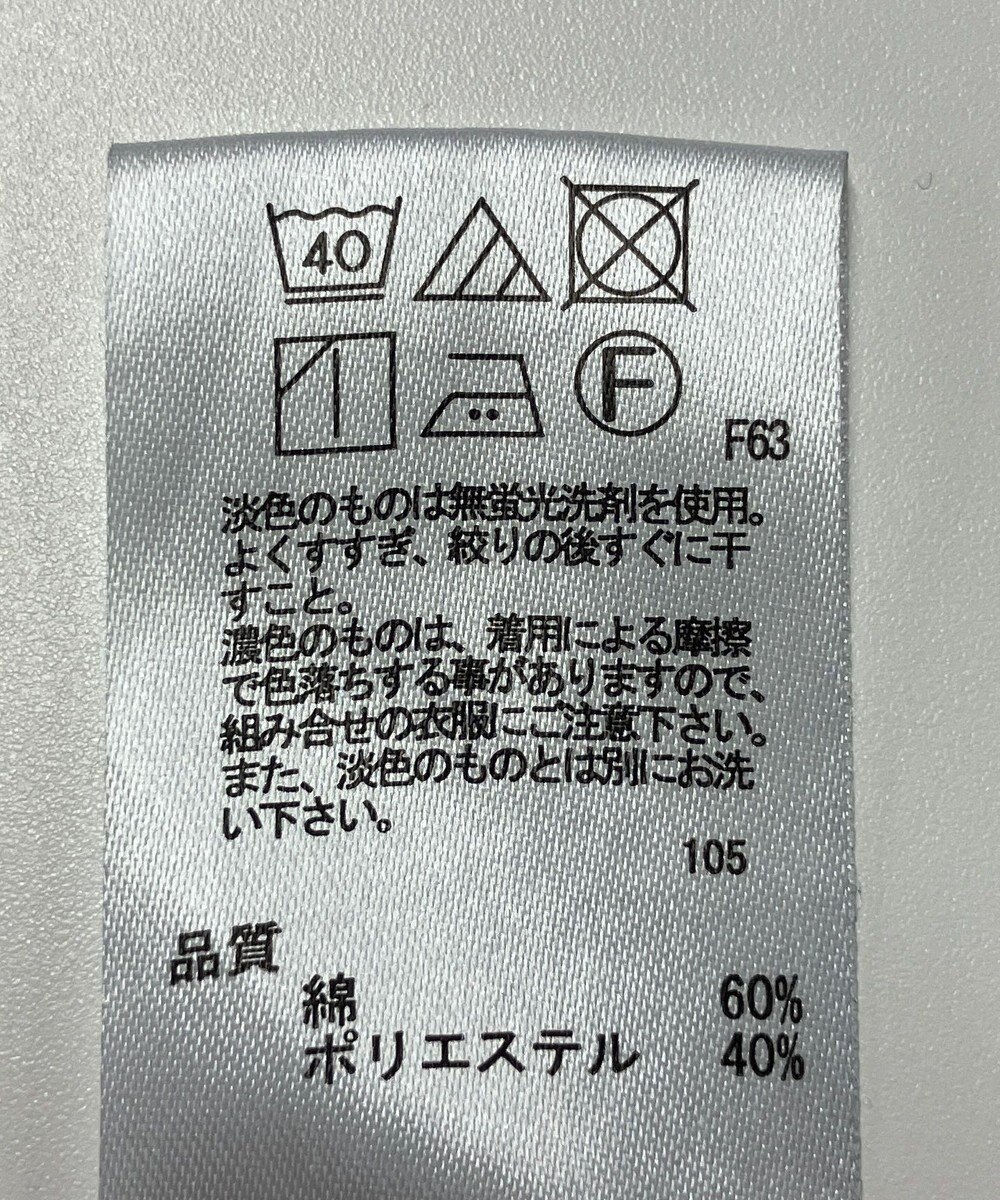 40
F
F63
淡色のものは無蛍光洗剤を使用。
よくすすぎ、絞りの後すぐに干
すこと。
濃色のものは、着用による摩擦
で色落ちする事がありますので、
組み合せの衣服にご注意下さい。
また、淡色のものとは別にお洗
い下さい。
105
品質
綿 60%
ポリエステル 40%